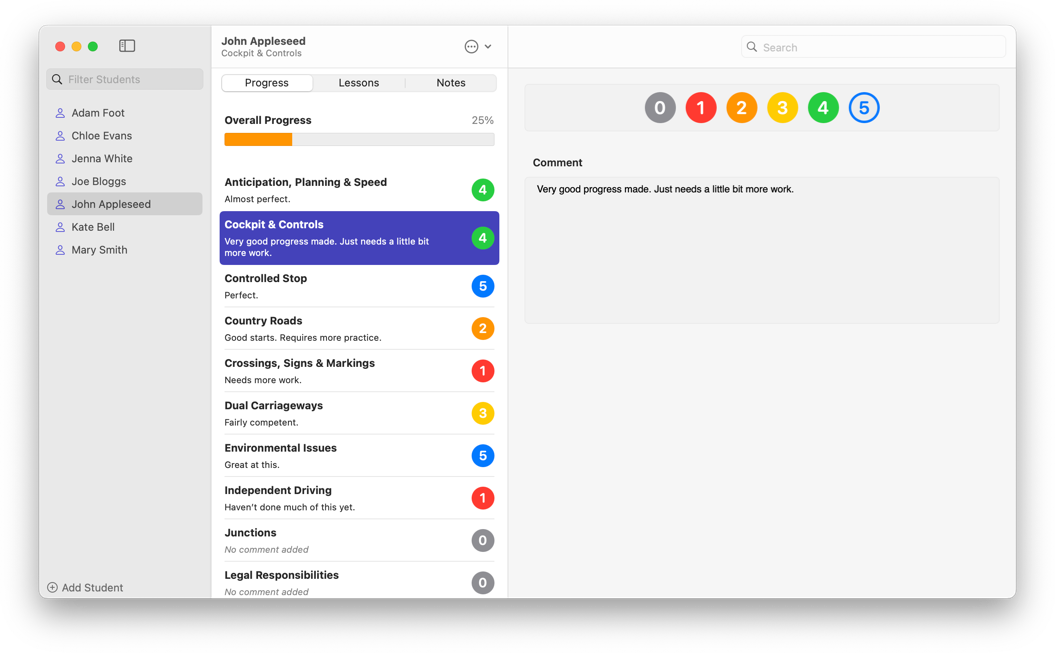 Filter Students
Adam Foot
Chloe Evans
Jenna White
Joe Bloggs
John Appleseed
Kate Bell
Mary Smith
Add Student
John Appleseed
Cockpit & Controls
Progress
Lessons
Notes
Overall Progress
25%
Anticipation, Planning & Speed
Almost perfect.
4
Cockpit & Controls
Very good progress made. Just needs a little bit
more work.
4
Controlled Stop
Perfect.
5
Country Roads
Good starts. Requires more practice.
2
Crossings, Signs & Markings
Needs more work.
1
Dual Carriageways
Fairly competent.
3
Environmental Issues
Great at this.
5
Independent Driving
Haven't done much of this yet.
1
Junctions
No comment added
0
Legal Responsibilities
No comment added
0
Search
0 1 2 3 4 5
Comment
Very good progress made. Just needs a little bit more work.